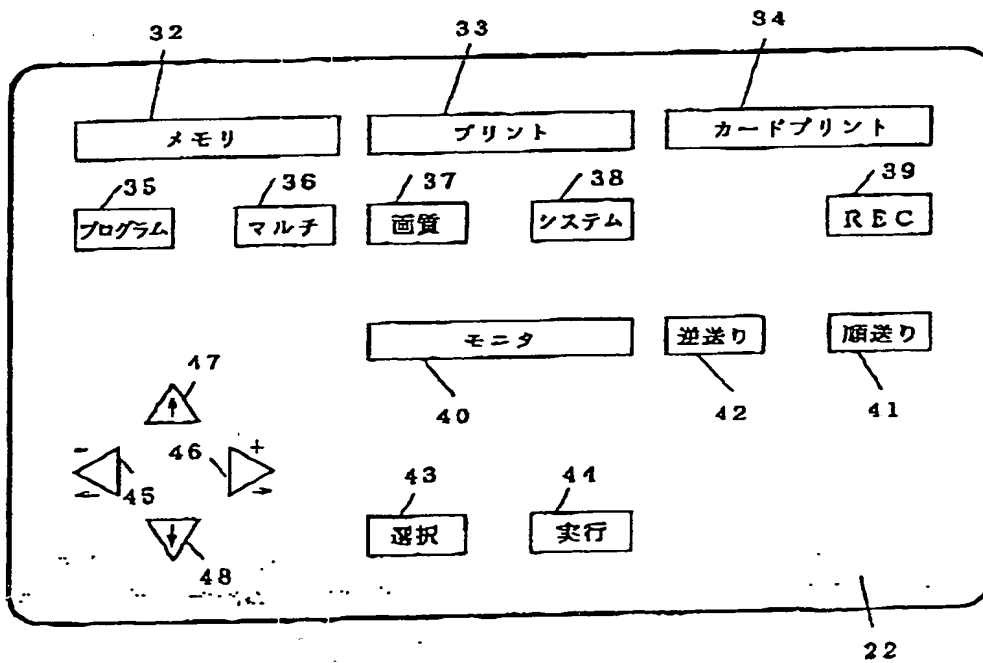 32 33 34
メモリ プリント カードプリント
35 36 37 38 39
プログラム マルチ 画質 システム REC
モニタ 逆送り 順送り
47 40 42 41
↑
- 46 +
← 45 → 43 44
↓ 選択 実行
48
22